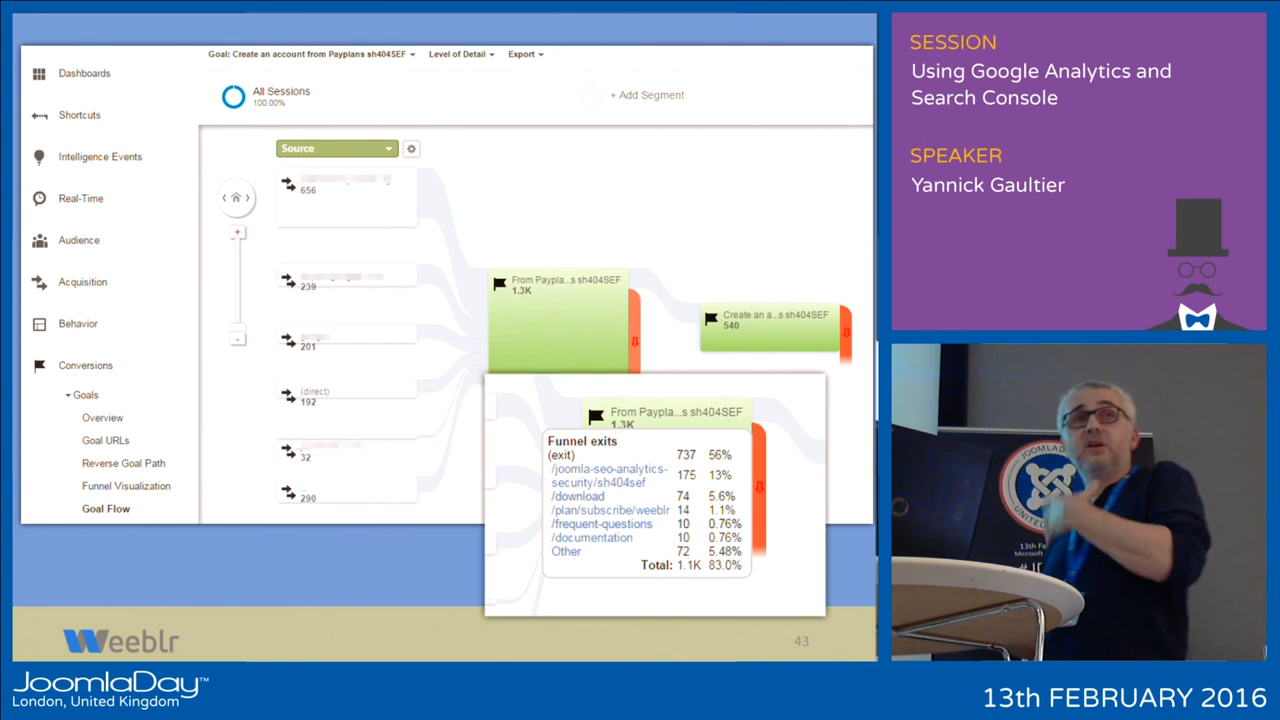 Goal: Create an account from Payplans sh404SEF
Level of Detail
Export
All Sessions
100.00%
+ Add Segment
Dashboards
Shortcuts
Intelligence Events
Real-Time
Audience
Acquisition
Behavior
Conversions
Goals
Overview
Goal URLs
Reverse Goal Path
Funnel Visualization
Goal Flow
Source
656
239
201
(direct)
192
32
290
From Paypla...s sh404SEF
1.3K
Create an a...s sh404SEF
540
From Paypla...s sh404SEF
1.3K
Funnel exits
(exit) 737 56%
/joomla-seo-analytics-
security/sh404sef 175 13%
/download 74 5.6%
/plan/subscribe/weeblr 14 1.1%
/frequent-questions 10 0.76%
/documentation 10 0.76%
Other 72 5.48%
Total: 1.1K 83.0%
Weeblr
43
SESSION
Using Google Analytics and
Search Console
SPEAKER
Yannick Gaultier
13th Fe
Microsof
JoomlaDay™
London, United Kingdom
13th FEBRUARY 2016